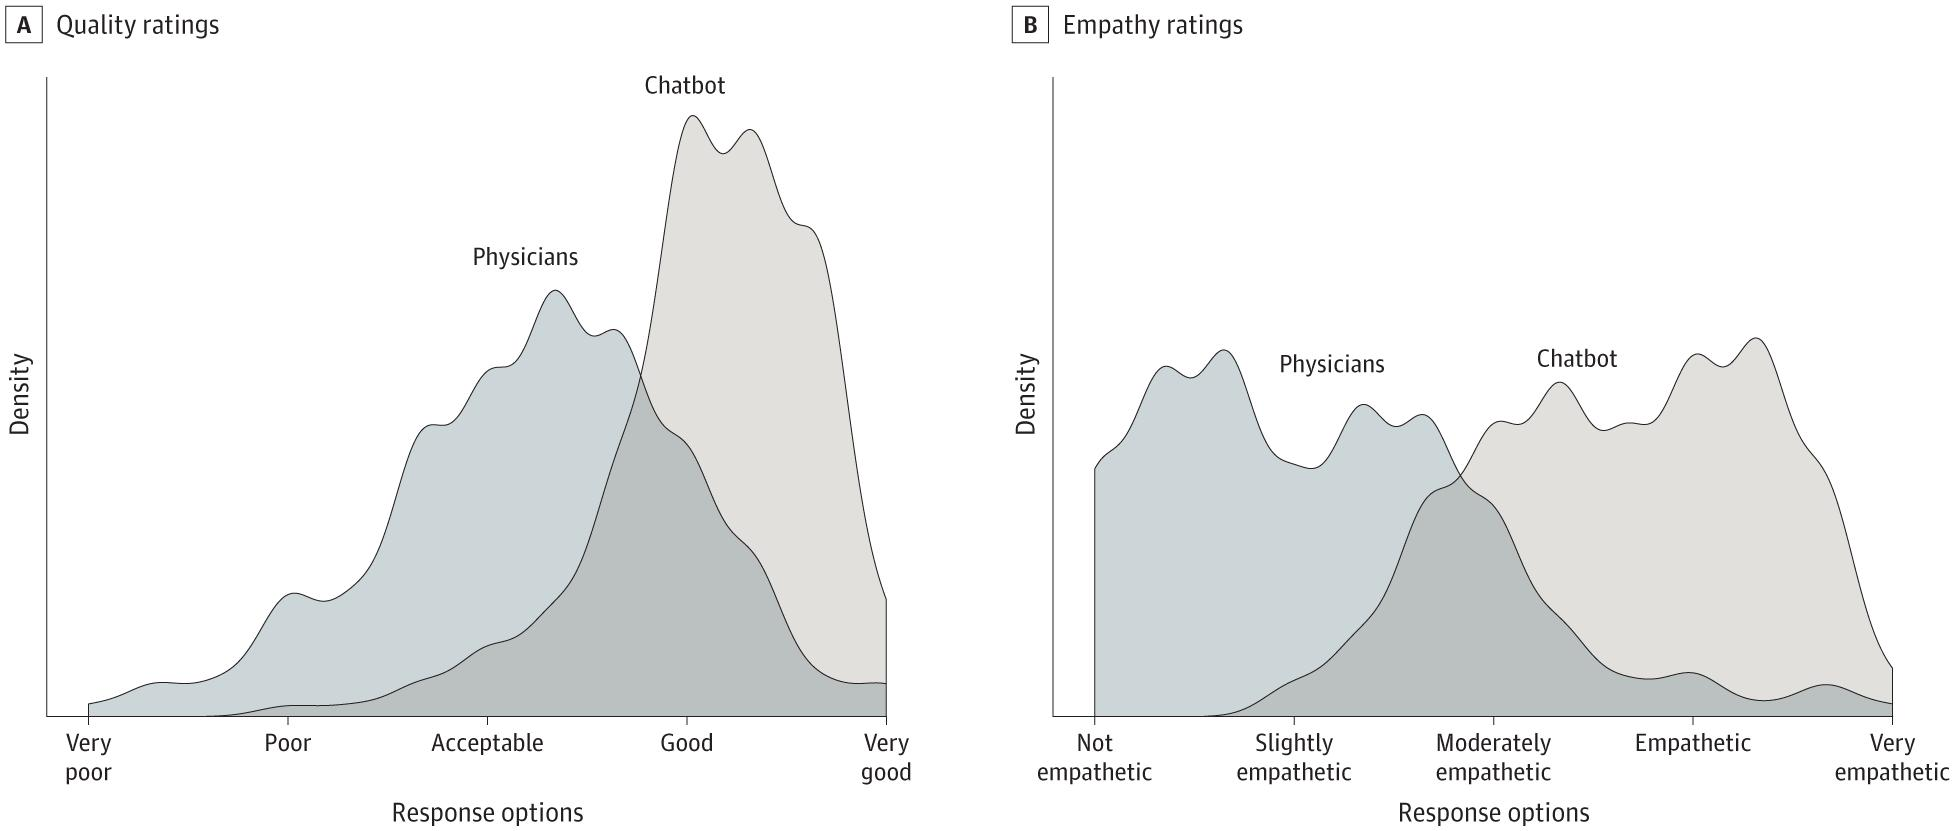 A Quality ratings
Chatbot
Physicians
Density
Very
poor
Poor
Acceptable
Good
Very
good
Response options
B Empathy ratings
Physicians
Chatbot
Density
Not
empathetic
Slightly
empathetic
Moderately
empathetic
Empathetic
Very
empathetic
Response options